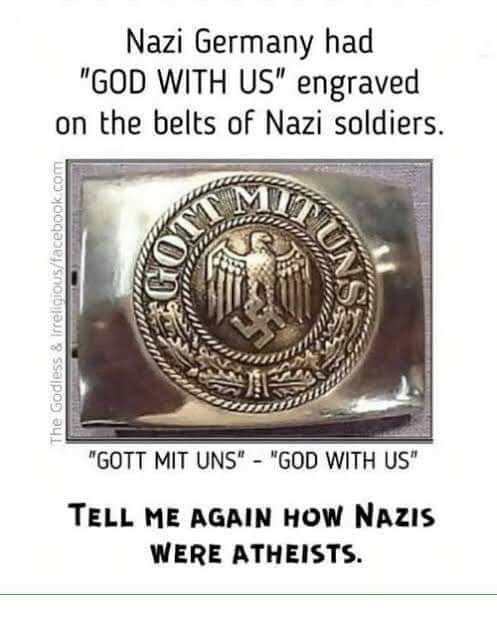 Nazi Germany had
"GOD WITH US" engraved
on the belts of Nazi soldiers.
The Godless & Irreligious/facebook.com
GOTT MIT UNS
"GOTT MIT UNS" - "GOD WITH US"
TELL ME AGAIN HOW NAZIS
WERE ATHEISTS.